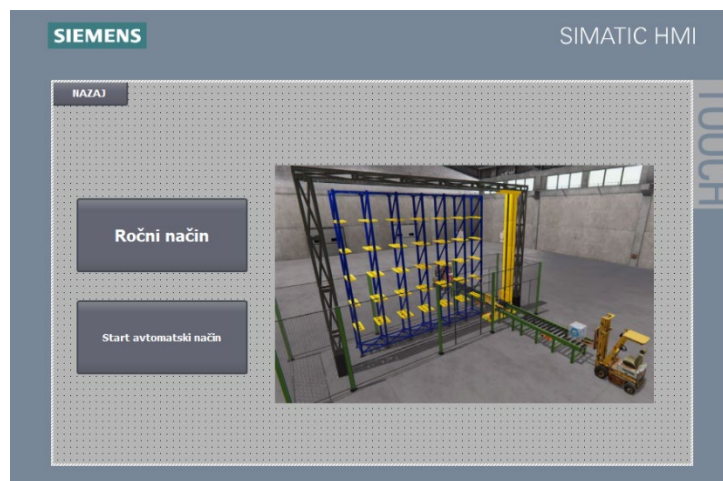 SIEMENS
SIMATIC HMI
TOUCH
NAZAJ
Ročni način
Start avtomatski način